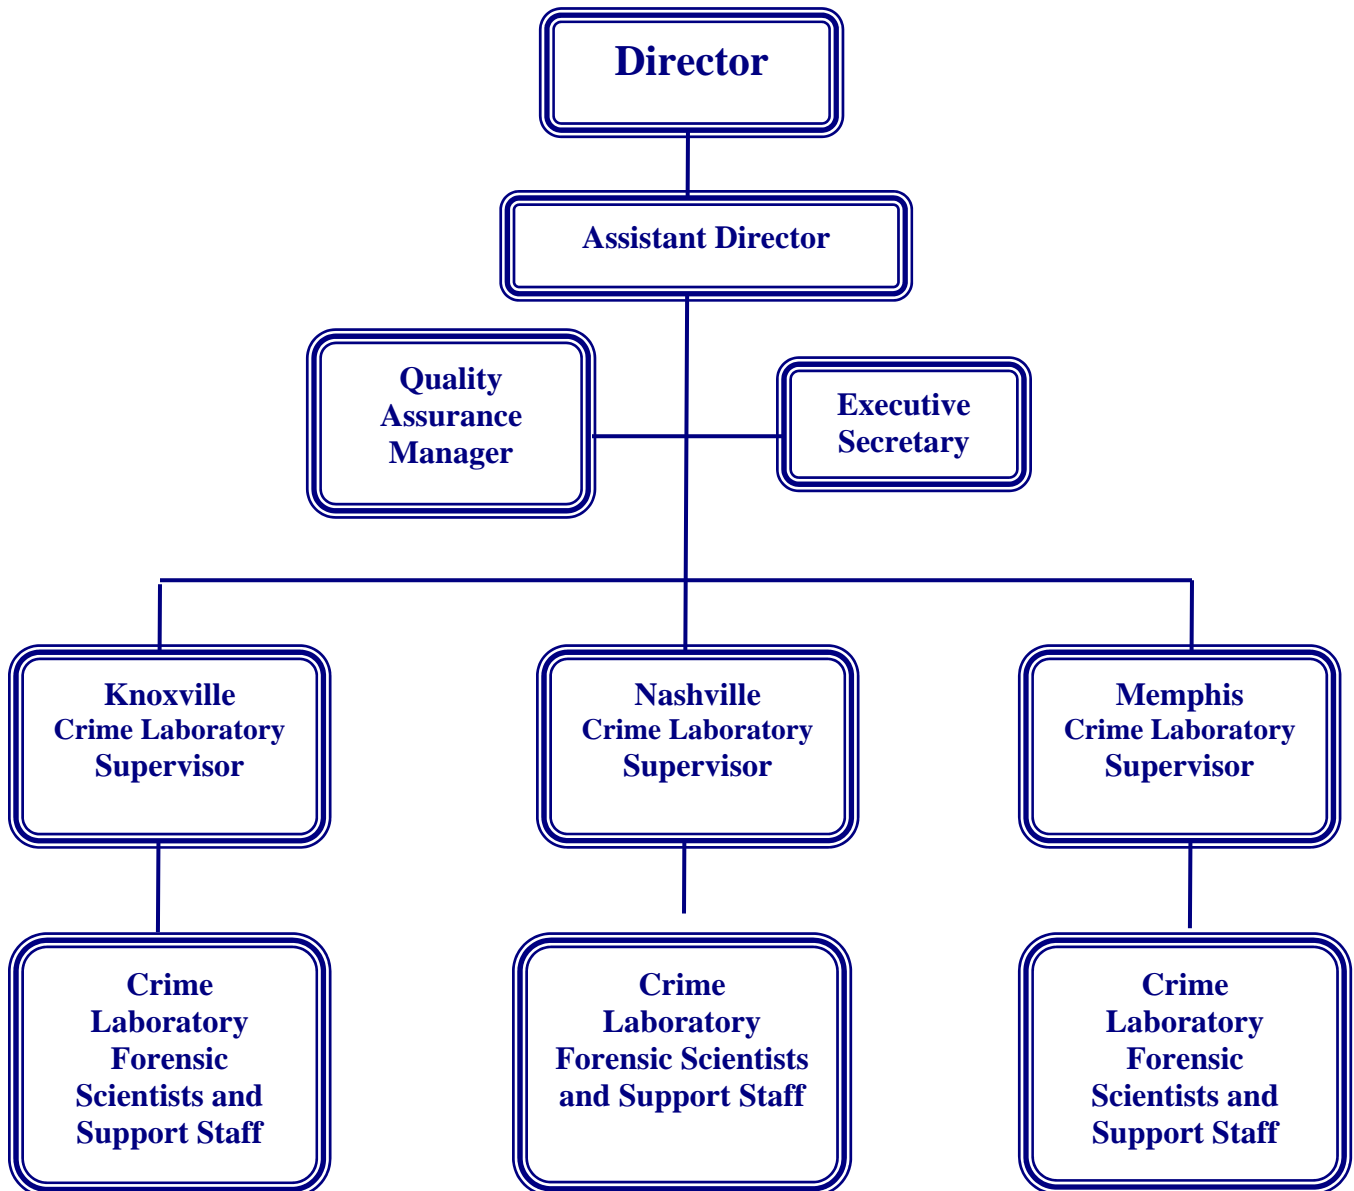 Director
Assistant Director
Quality
Assurance
Manager
Executive
Secretary
Knoxville
Crime Laboratory
Supervisor
Nashville
Crime Laboratory
Supervisor
Memphis
Crime Laboratory
Supervisor
Crime
Laboratory
Forensic
Scientists and
Support Staff
Crime
Laboratory
Forensic Scientists
and Support Staff
Crime
Laboratory
Forensic
Scientists and
Support Staff